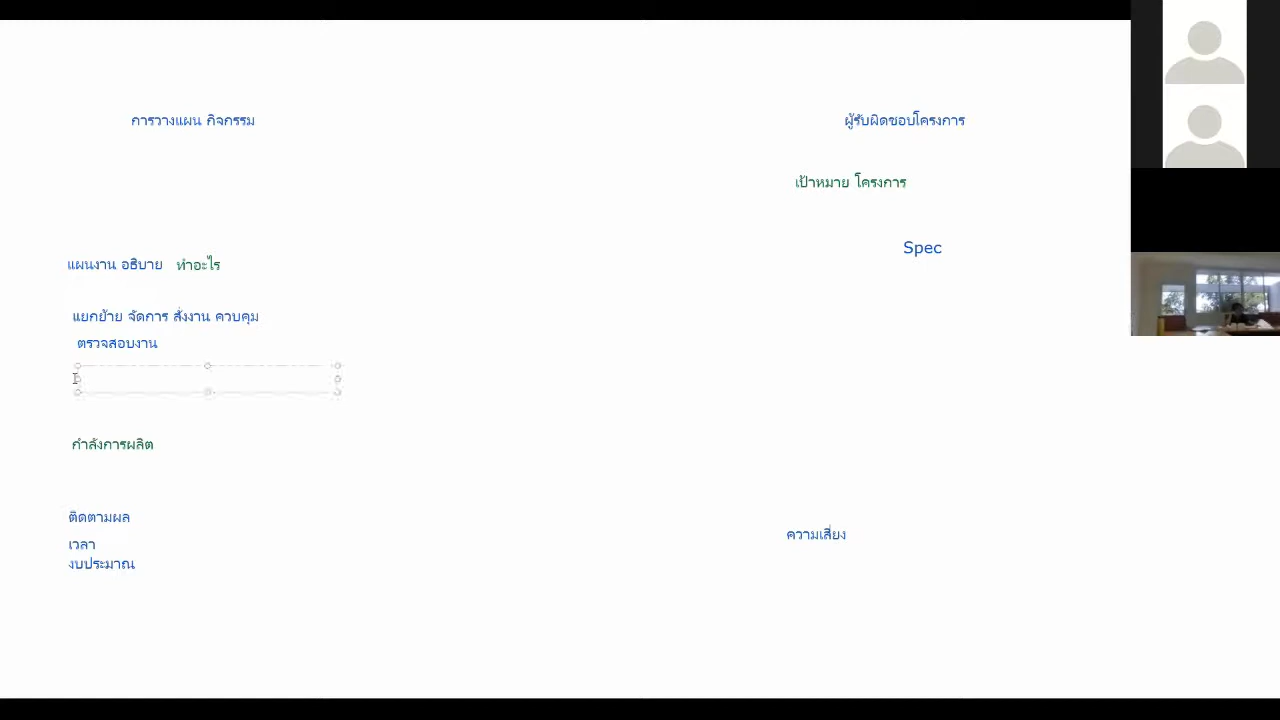 การวางแผน กิจกรรม
ผู้รับผิดชอบโครงการ
เป้าหมาย โครงการ
Spec
แผนงาน อธิบาย ทำอะไร
แยกย้าย จัดการ สั่งงาน ควบคุม
ตรวจสอบงาน
กำลังการผลิต
ติดตามผล
ความเสี่ยง
เวลา
งบประมาณ